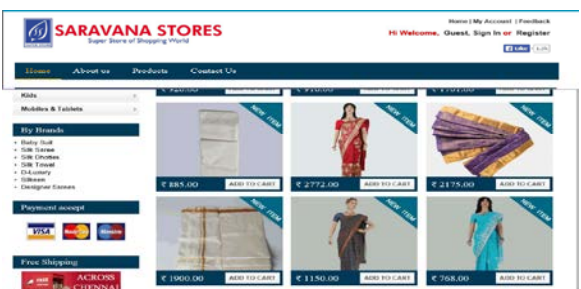 Home | My Account | Feedback
SARAVANA STORES
Super Store of Shopping World
Hi Welcome, Guest, Sign In or Register
Like
Home About us Products Contact Us
Kids
Mobiles & Tablets
By Brands
Baby Suit
Silk Saree
Silk Dhoties
Silk Towel
D-Luxury
Silkeen
Designer Sarees
Payment accept
VISA
Free Shipping
ACROSS
CHENNAI
NEW ITEM
₹ 885.00 ADD TO CART
NEW ITEM
₹ 2772.00 ADD TO CART
NEW ITEM
₹ 2175.00 ADD TO CART
NEW ITEM
₹ 1900.00 ADD TO CART
NEW ITEM
₹ 1150.00 ADD TO CART
NEW ITEM
₹ 768.00 ADD TO CART